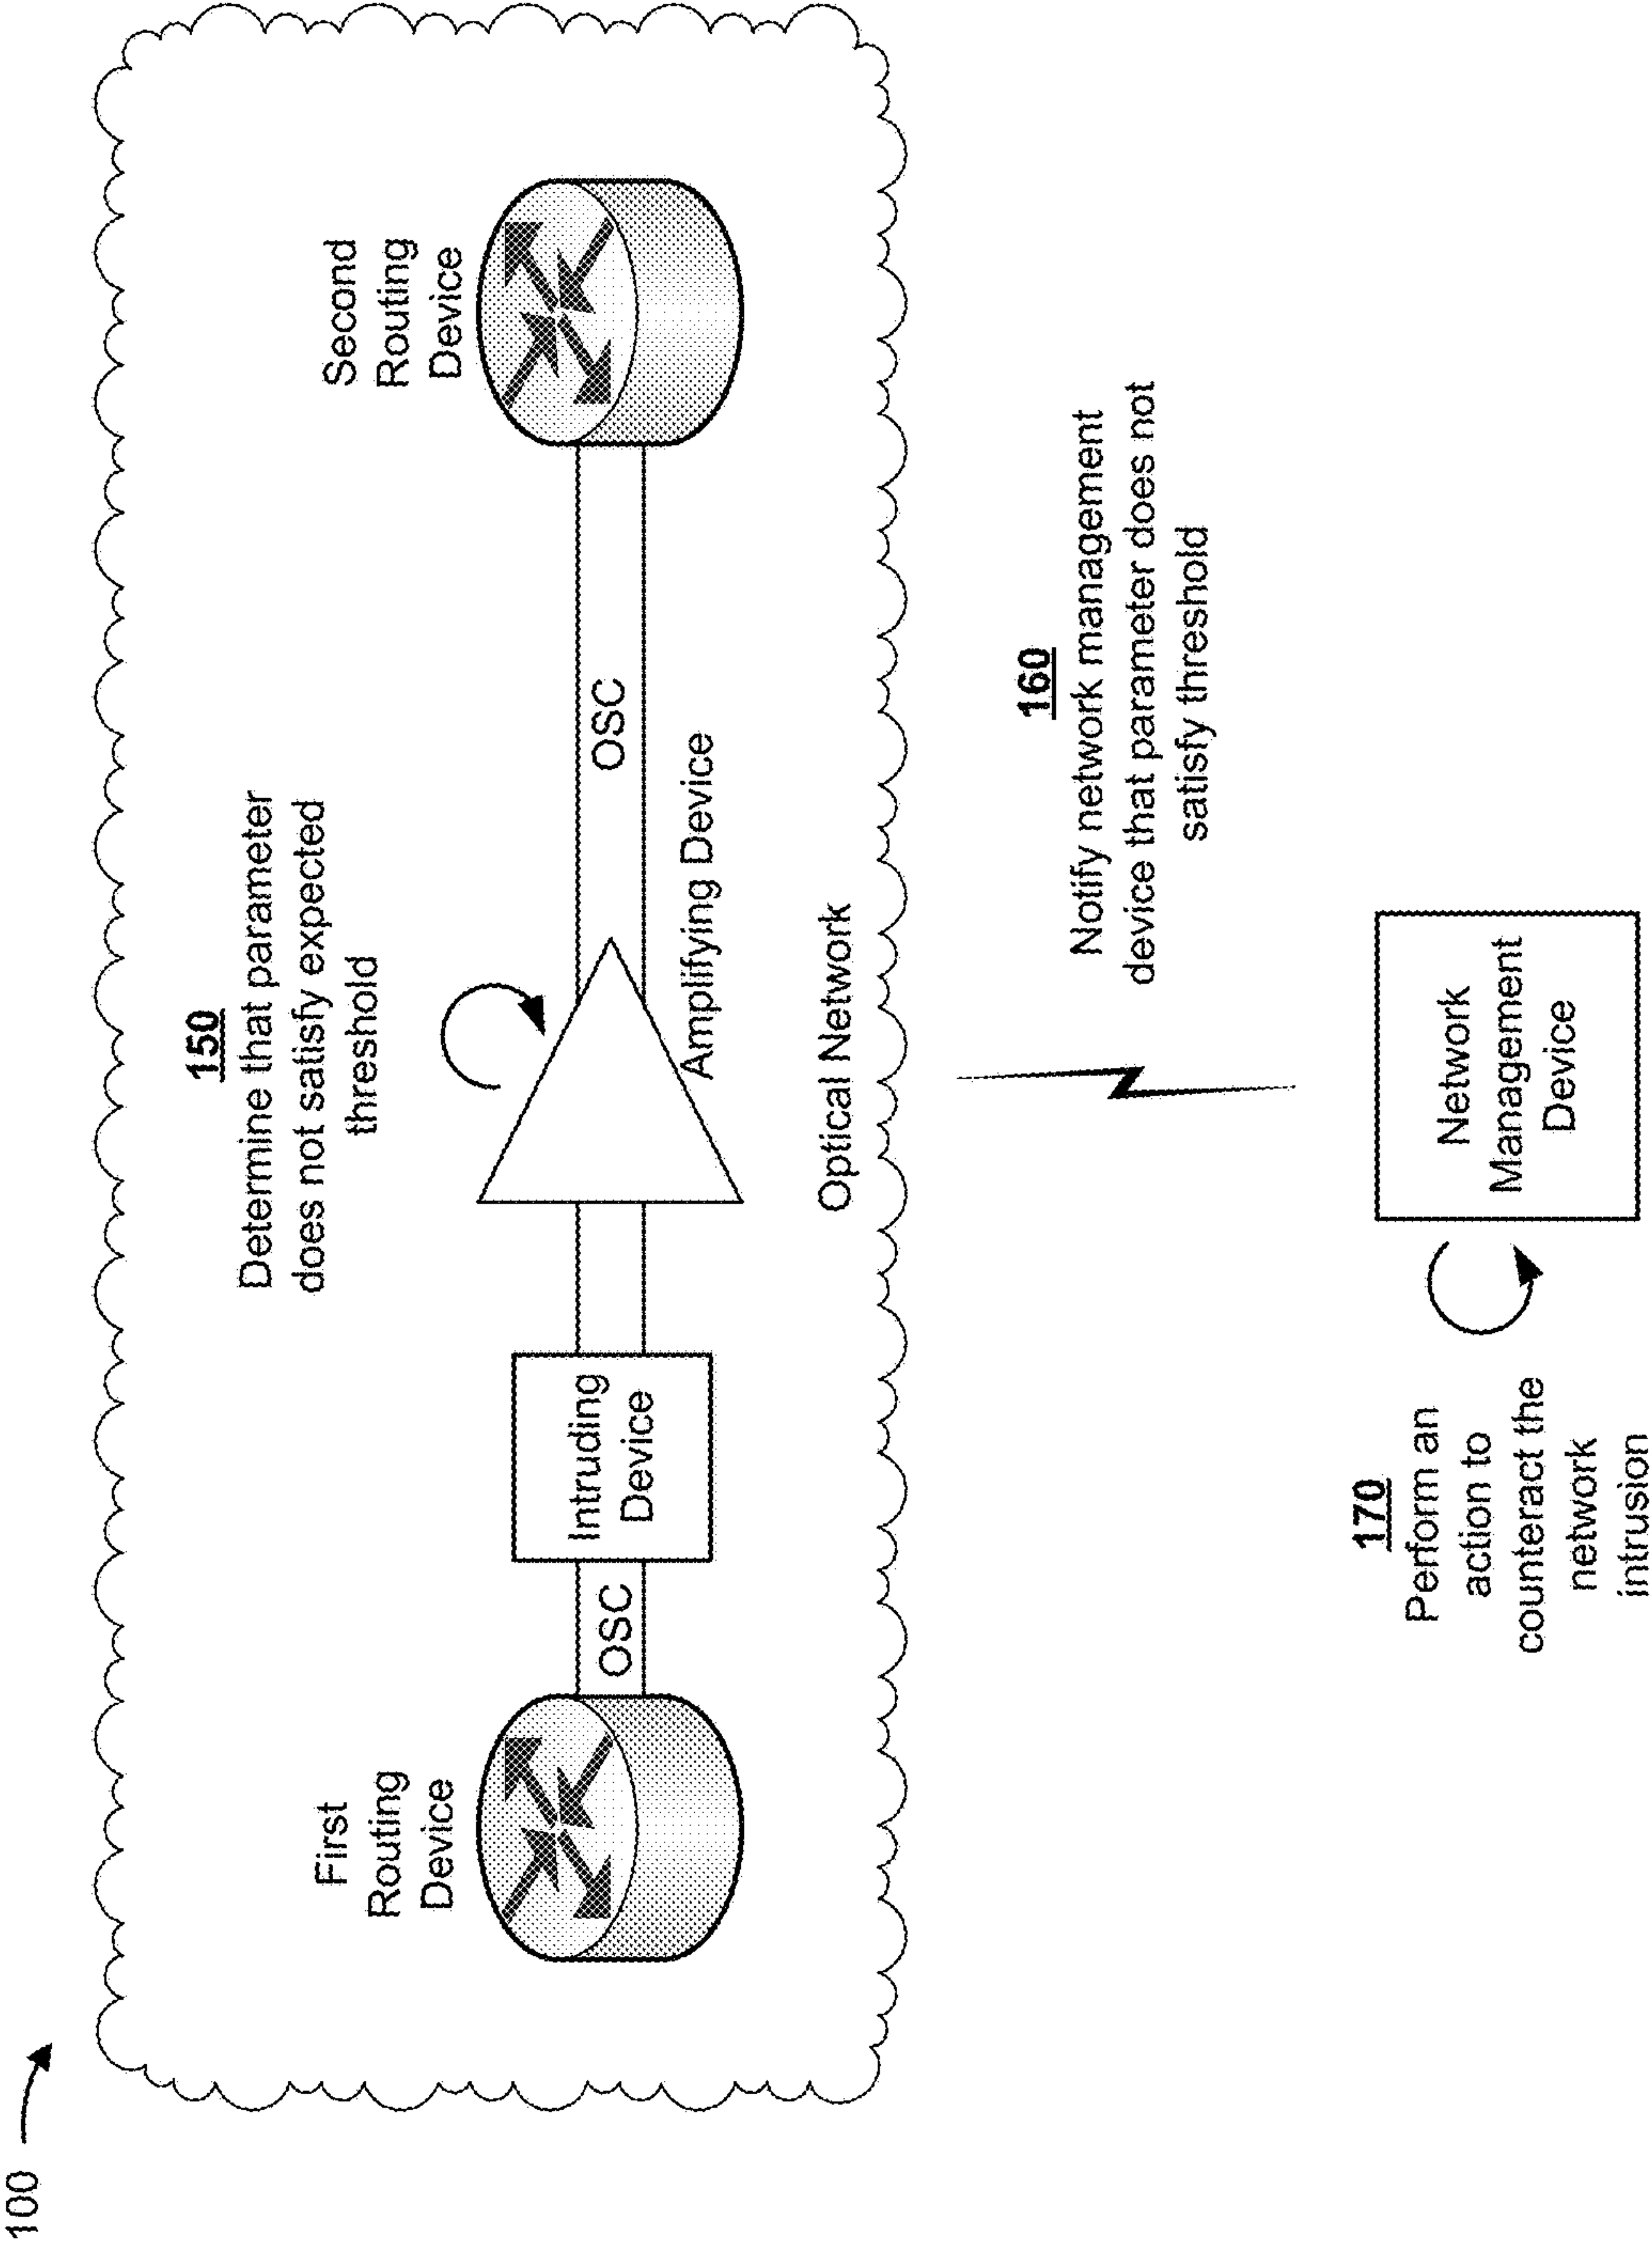 100
150
Determine that parameter
does not satisfy expected
threshold
First
Routing
Device
Second
Routing
Device
OSC
Intruding
Device
OSC
Amplifying Device
Optical Network
160
Notify network management
device that parameter does not
satisfy threshold
170
Perform an
action to
counteract the
network
intrusion
Network
Management
Device